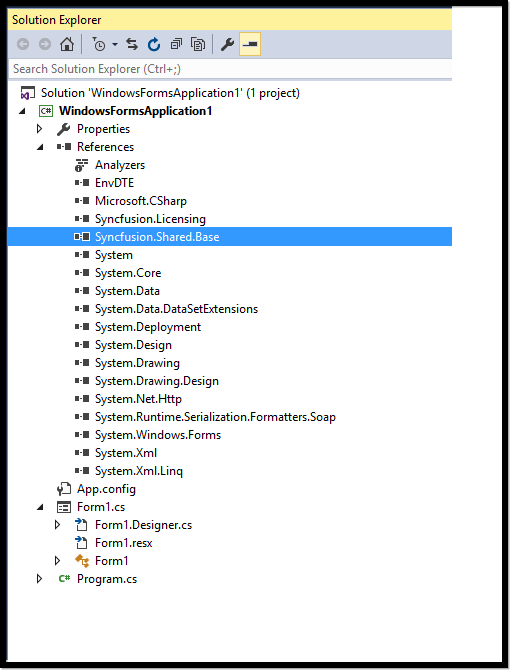 Solution Explorer
Search Solution Explorer (Ctrl+;)
Solution 'WindowsFormsApplication1' (1 project)
C# WindowsFormsApplication1
Properties
References
Analyzers
EnvDTE
Microsoft.CSharp
Syncfusion.Licensing
Syncfusion.Shared.Base
System
System.Core
System.Data
System.Data.DataSetExtensions
System.Deployment
System.Design
System.Drawing
System.Drawing.Design
System.Net.Http
System.Runtime.Serialization.Formatters.Soap
System.Windows.Forms
System.Xml
System.Xml.Linq
App.config
Form1.cs
Form1.Designer.cs
Form1.resx
Form1
C# Program.cs